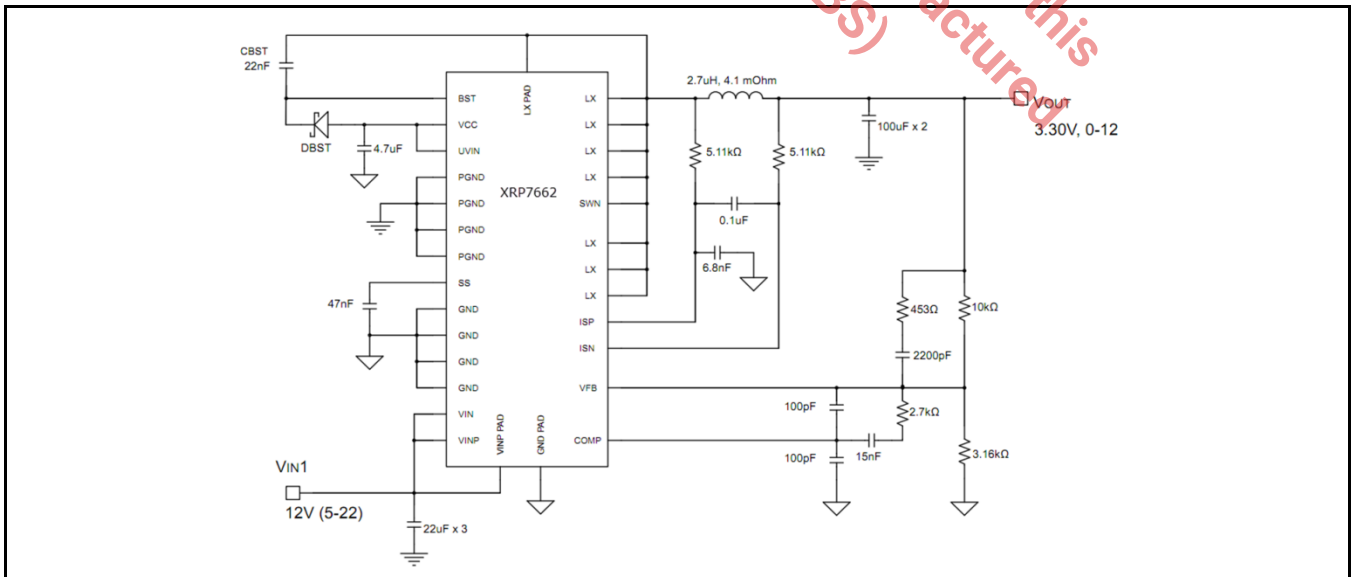 BS)
actured
this
CBST
22nF
DBST
4.7uF
47nF
VIN1
12V (5-22)
22uF x 3
BST
VCC
UVIN
PGND
PGND
PGND
PGND
SS
GND
GND
GND
GND
VIN
VINP
LX PAD
XRP7662
VINP PAD
GND PAD
LX
LX
LX
LX
SWN
LX
LX
LX
ISP
ISN
VFB
COMP
2.7uH, 4.1 mOhm
5.11kΩ
5.11kΩ
0.1uF
6.8nF
100uF x 2
VOUT
3.30V, 0-12
453Ω
10kΩ
2200pF
100pF
2.7kΩ
100pF
15nF
3.16kΩ